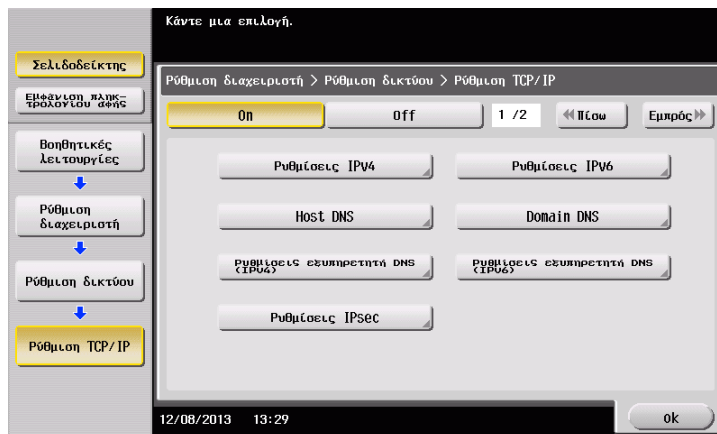 Κάντε μια επιλογή.
Σελιδοδείκτης
Εμφάνιση πληκ-
τρολογίου αφής
Βοηθητικές
λειτουργίες
Ρύθμιση
διαχειριστή
Ρύθμιση δικτύου
Ρύθμιση TCP/IP
Ρύθμιση διαχειριστή > Ρύθμιση δικτύου > Ρύθμιση TCP/IP
On Off 1 /2 Πίσω Εμπρός
Ρυθμίσεις IPV4 Ρυθμίσεις IPV6
Host DNS Domain DNS
Ρυθμίσεις εξυπηρετητή DNS
(IPV4)
Ρυθμίσεις εξυπηρετητή DNS
(IPV6)
Ρυθμίσεις IPsec
12/08/2013 13:29
ok